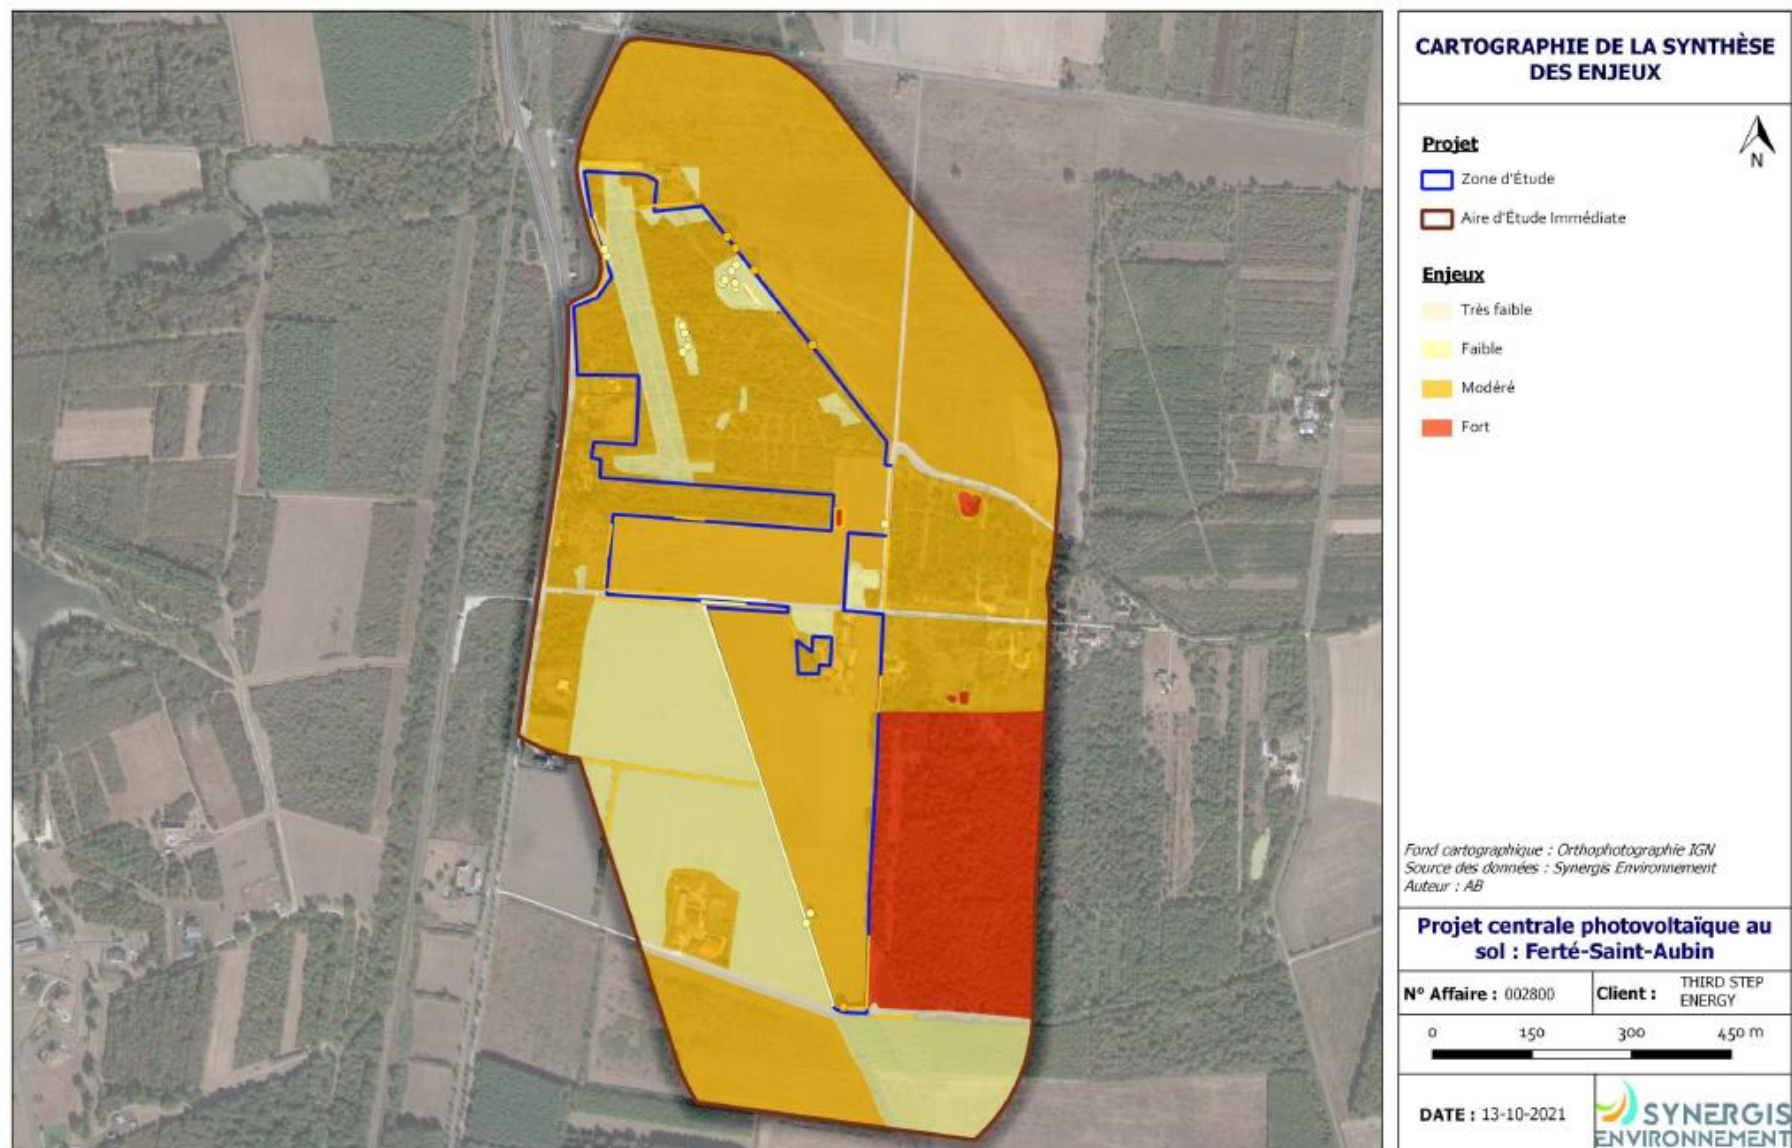 CARTOGRAPHIE DE LA SYNTHÈSE
DES ENJEUX
N
Projet
Zone d'Étude
Aire d'Étude Immédiate
Enjeux
Très faible
Faible
Modéré
Fort
Fond cartographique : Orthophotographie IGN
Source des données : Synergis Environnement
Auteur : AB
Projet centrale photovoltaïque au
sol : Ferté-Saint-Aubin
N° Affaire : 002800
Client : THIRD STEP
ENERGY
0 150 300 450 m
DATE : 13-10-2021
SYNERGIS
ENVIRONNEMENT